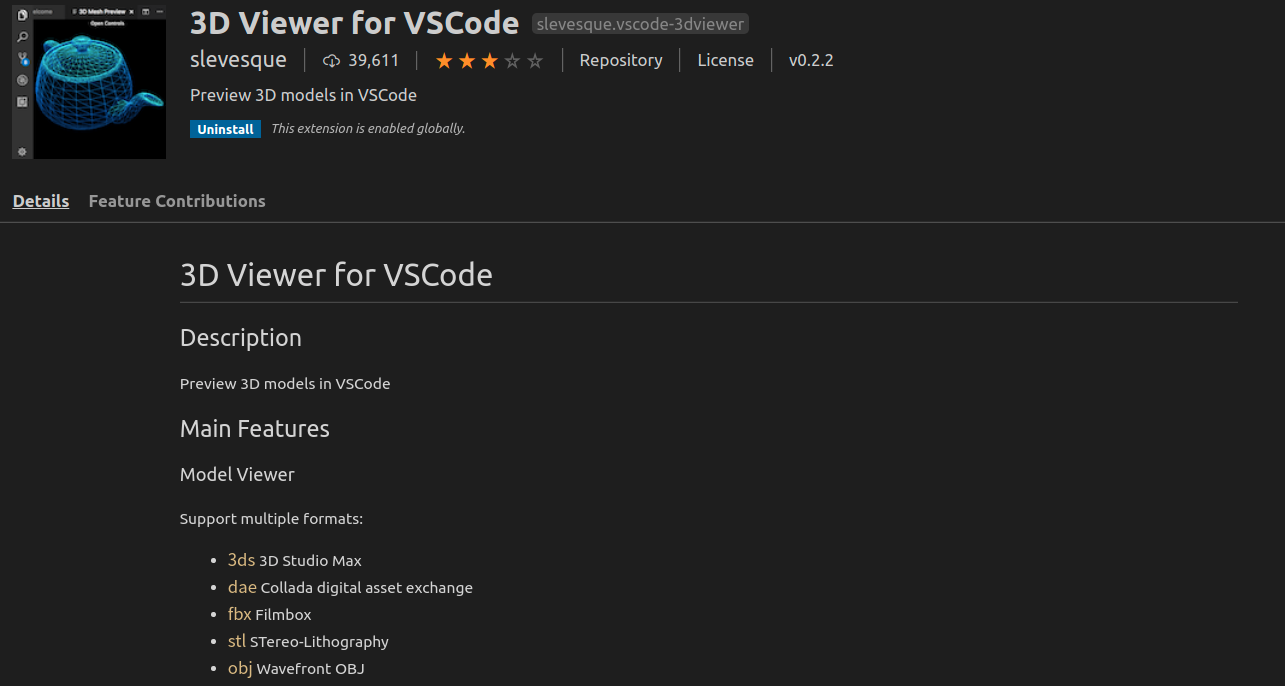 3D Mesh Preview
Open Controls
3D Viewer for VSCode slevesque.vscode-3dviewer
slevesque 39,611 Repository License v0.2.2
Preview 3D models in VSCode
Uninstall This extension is enabled globally.
Details Feature Contributions
3D Viewer for VSCode
Description
Preview 3D models in VSCode
Main Features
Model Viewer
Support multiple formats:
• 3ds 3D Studio Max
• dae Collada digital asset exchange
• fbx Filmbox
• stl STereo-Lithography
• obj Wavefront OBJ